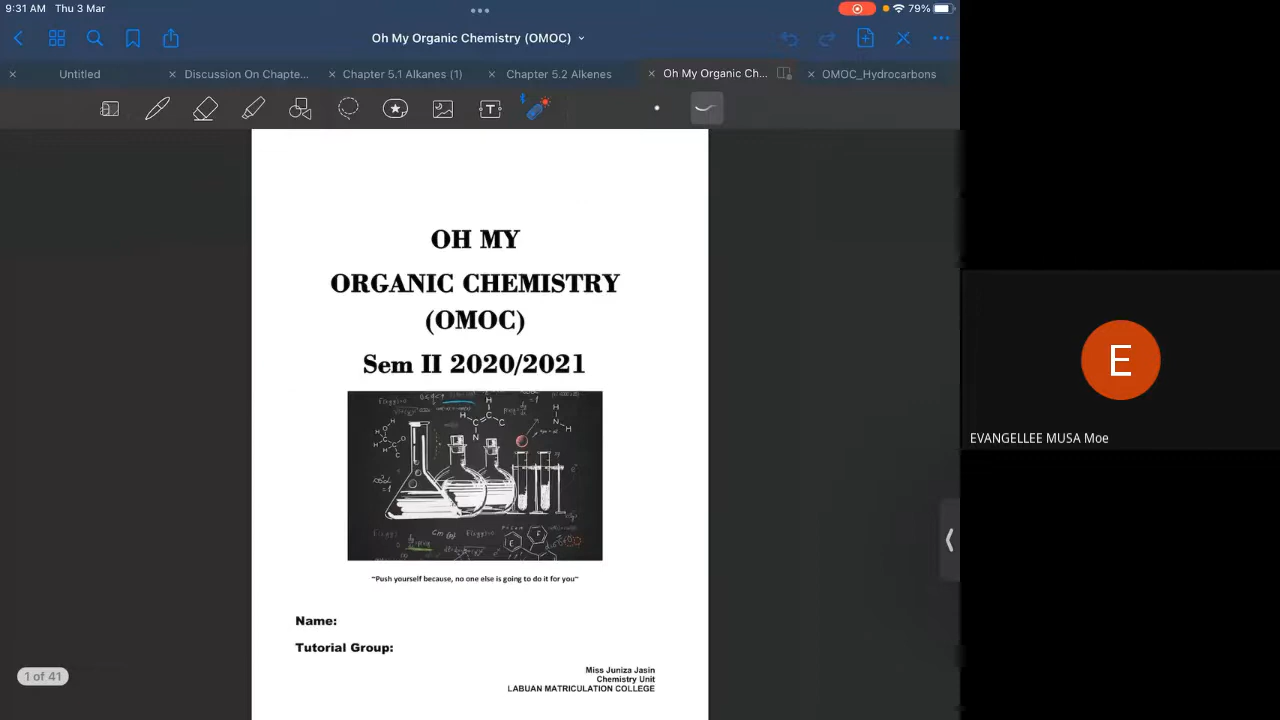 9:31 AM Thu 3 Mar
79%
Oh My Organic Chemistry (OMOC)
Untitled
Discussion On Chapte...
Chapter 5.1 Alkanes (1)
Chapter 5.2 Alkenes
Oh My Organic Ch...
OMOC_Hydrocarbons
T
OH MY
ORGANIC CHEMISTRY
(OMOC)
Sem II 2020/2021
"Push yourself because, no one else is going to do it for you"
Name:
Tutorial Group:
Miss Juniza Jasin
Chemistry Unit
LABUAN MATRICULATION COLLEGE
1 of 41
E
EVANGELLEE MUSA Moe